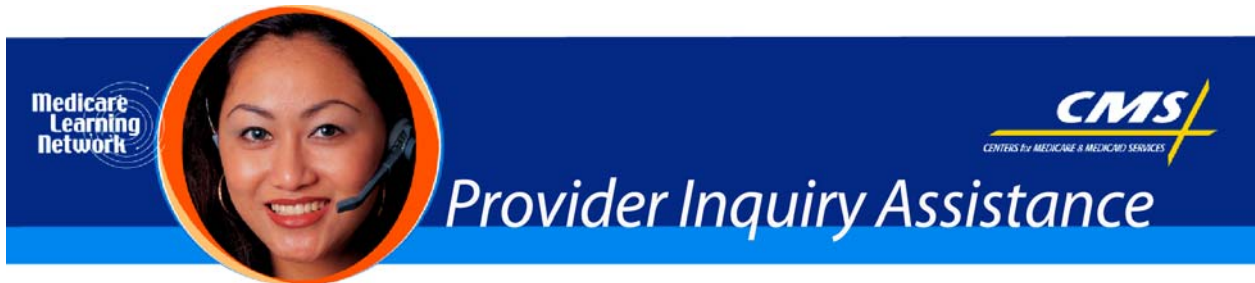 Medicare
Learning
Network
CMS
CENTERS for MEDICARE & MEDICAID SERVICES
Provider Inquiry Assistance